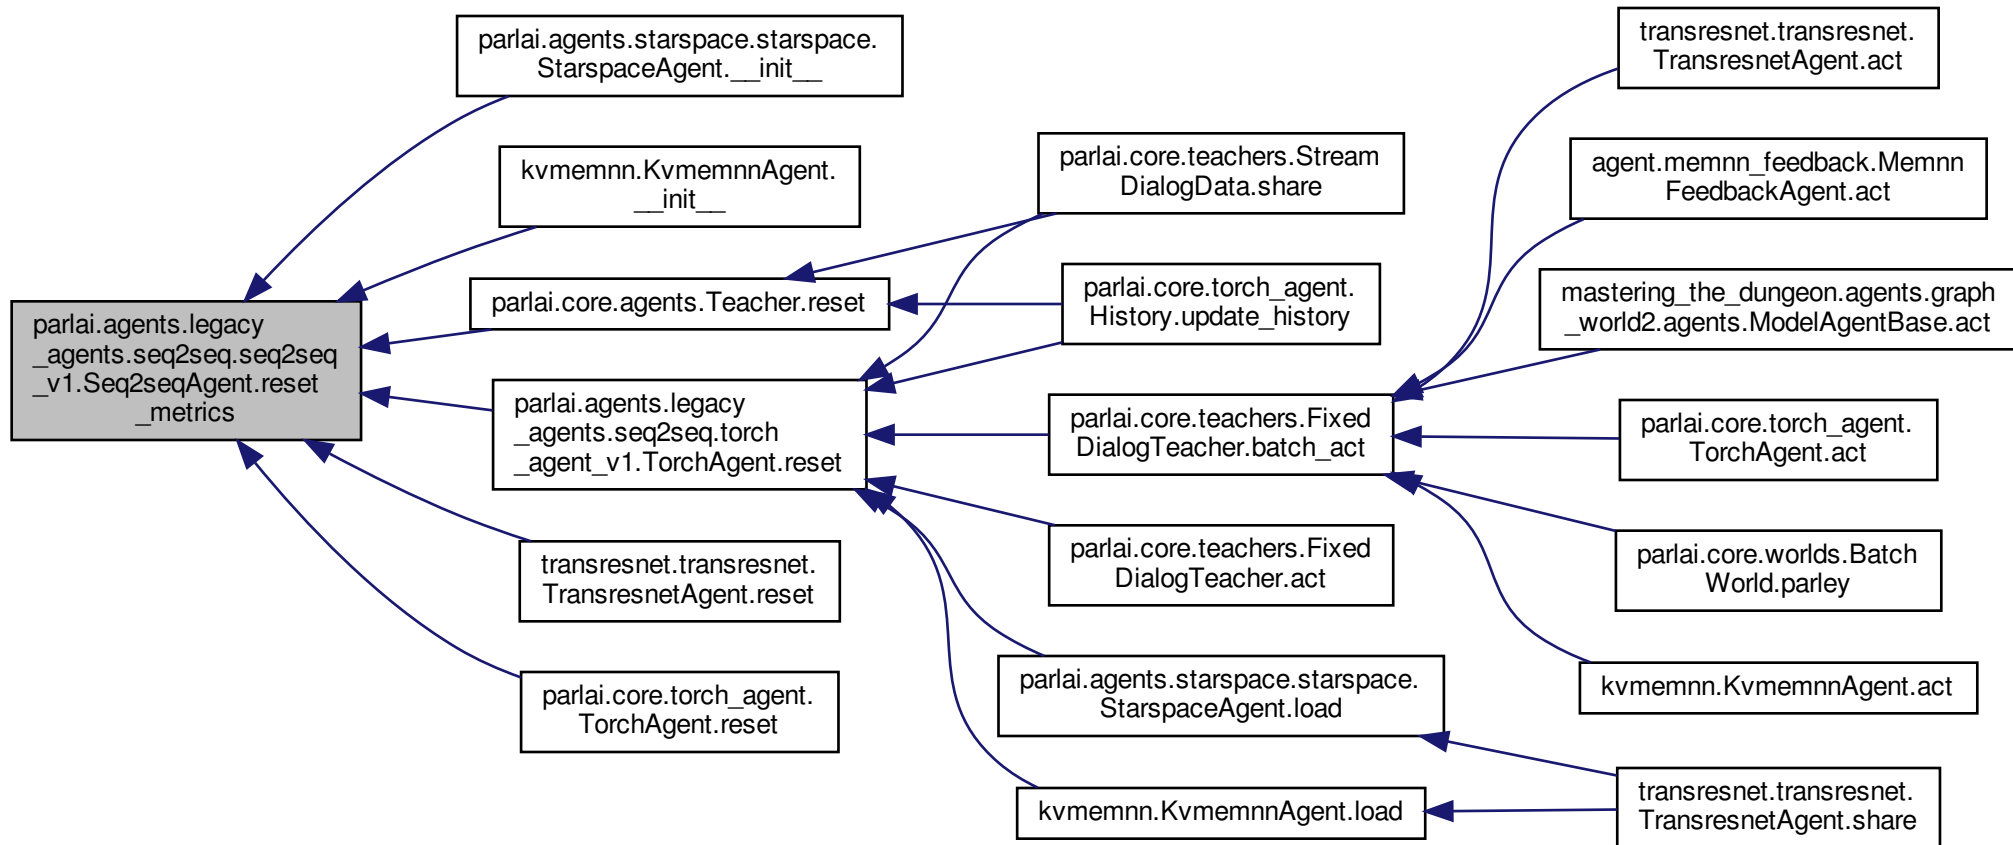 parlai.agents.legacy
_agents.seq2seq.seq2seq
_v1.Seq2seqAgent.reset
_metrics
parlai.agents.starspace.starspace.
StarspaceAgent.__init__
kvmemnn.KvmemnnAgent.
__init__
parlai.core.agents.Teacher.reset
parlai.agents.legacy
_agents.seq2seq.torch
_agent_v1.TorchAgent.reset
transresnet.transresnet.
TransresnetAgent.reset
parlai.core.torch_agent.
TorchAgent.reset
parlai.core.teachers.Stream
DialogData.share
parlai.core.torch_agent.
History.update_history
parlai.core.teachers.Fixed
DialogTeacher.batch_act
parlai.core.teachers.Fixed
DialogTeacher.act
parlai.agents.starspace.starspace.
StarspaceAgent.load
kvmemnn.KvmemnnAgent.load
transresnet.transresnet.
TransresnetAgent.act
agent.memnn_feedback.Memnn
FeedbackAgent.act
mastering_the_dungeon.agents.graph
_world2.agents.ModelAgentBase.act
parlai.core.torch_agent.
TorchAgent.act
parlai.core.worlds.Batch
World.parley
kvmemnn.KvmemnnAgent.act
transresnet.transresnet.
TransresnetAgent.share